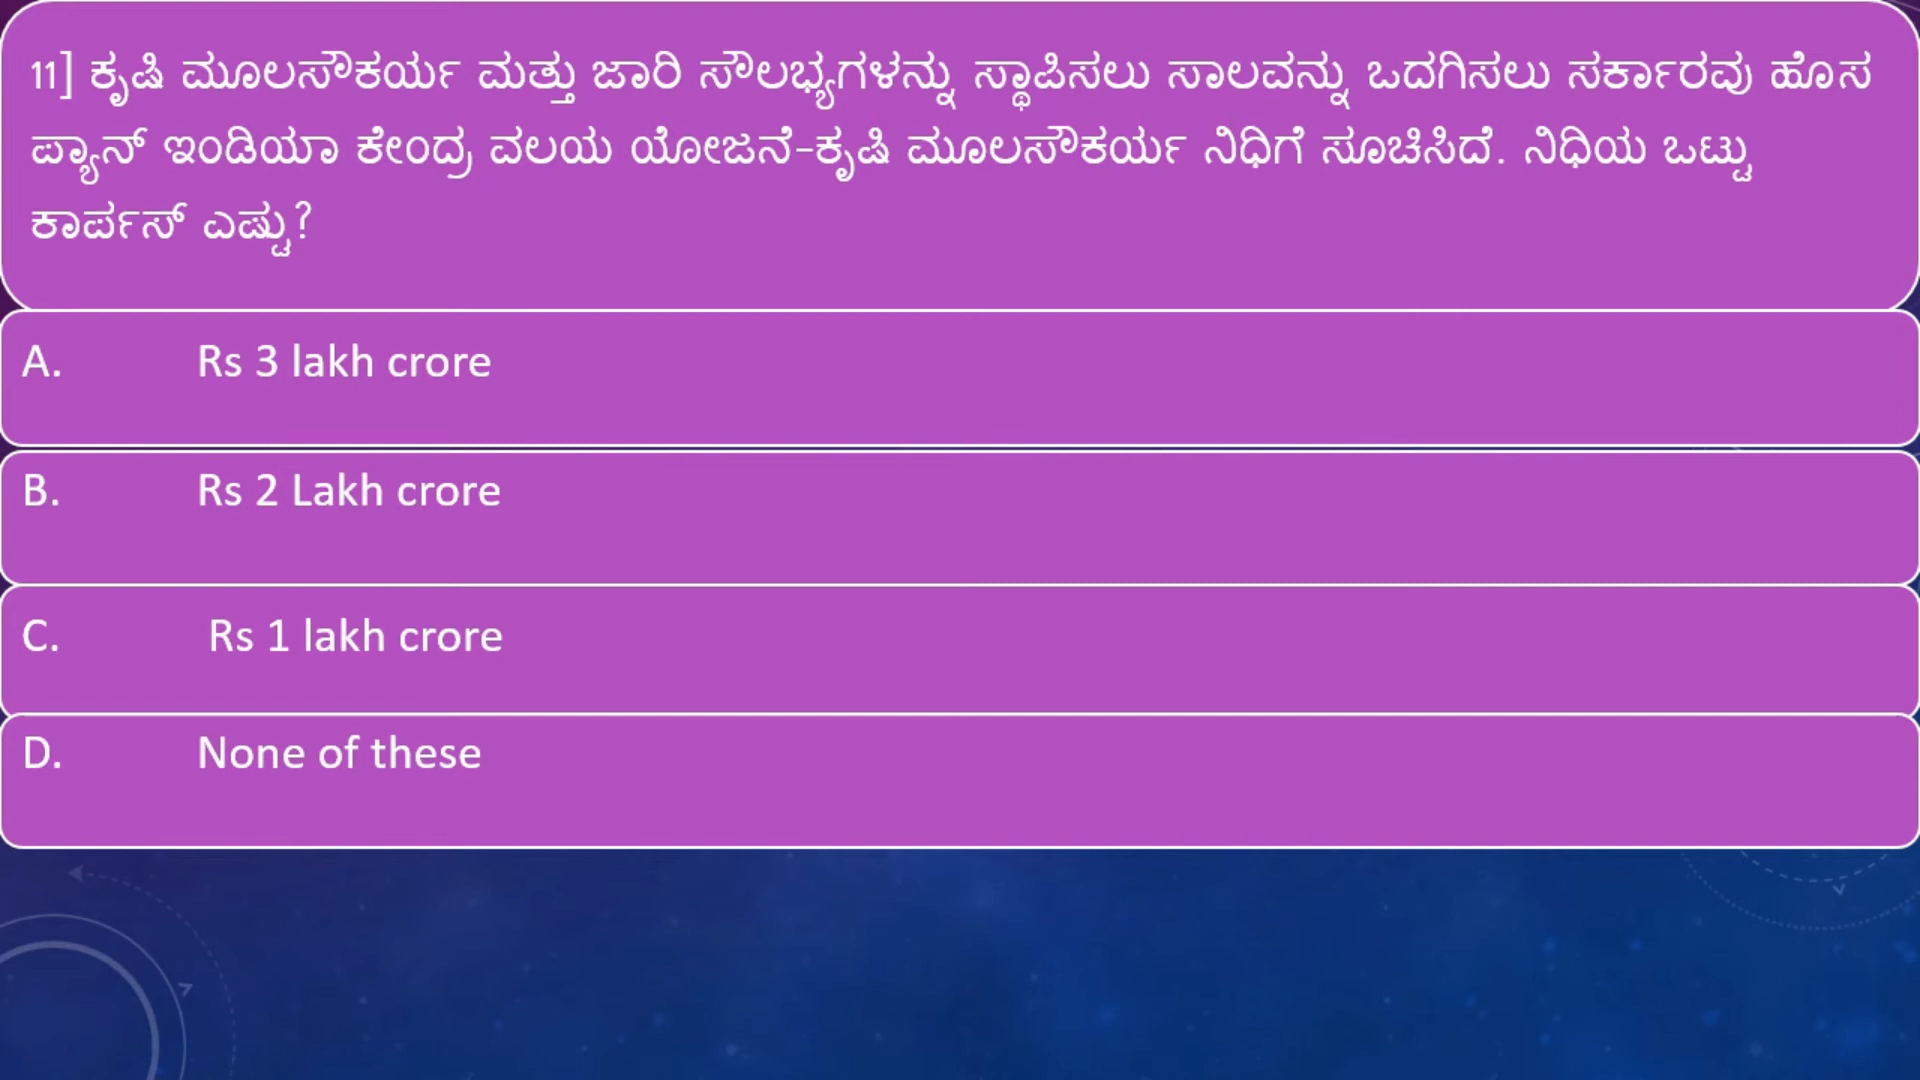 11] ಕೃಷಿ ಮೂಲಸೌಕರ್ಯ ಮತ್ತು ಜಾರಿ ಸೌಲಭ್ಯಗಳನ್ನು ಸ್ಥಾಪಿಸಲು ಸಾಲವನ್ನು ಒದಗಿಸಲು ಸರ್ಕಾರವು ಹೊಸ
ಪ್ಯಾನ್ ಇಂಡಿಯಾ ಕೇಂದ್ರ ವಲಯ ಯೋಜನೆ-ಕೃಷಿ ಮೂಲಸೌಕರ್ಯ ನಿಧಿಗೆ ಸೂಚಿಸಿದೆ. ನಿಧಿಯ ಒಟ್ಟು
ಕಾರ್ಪಸ್ ಎಷ್ಟು?
A. Rs 3 lakh crore
B. Rs 2 Lakh crore
C. Rs 1 lakh crore
D. None of these